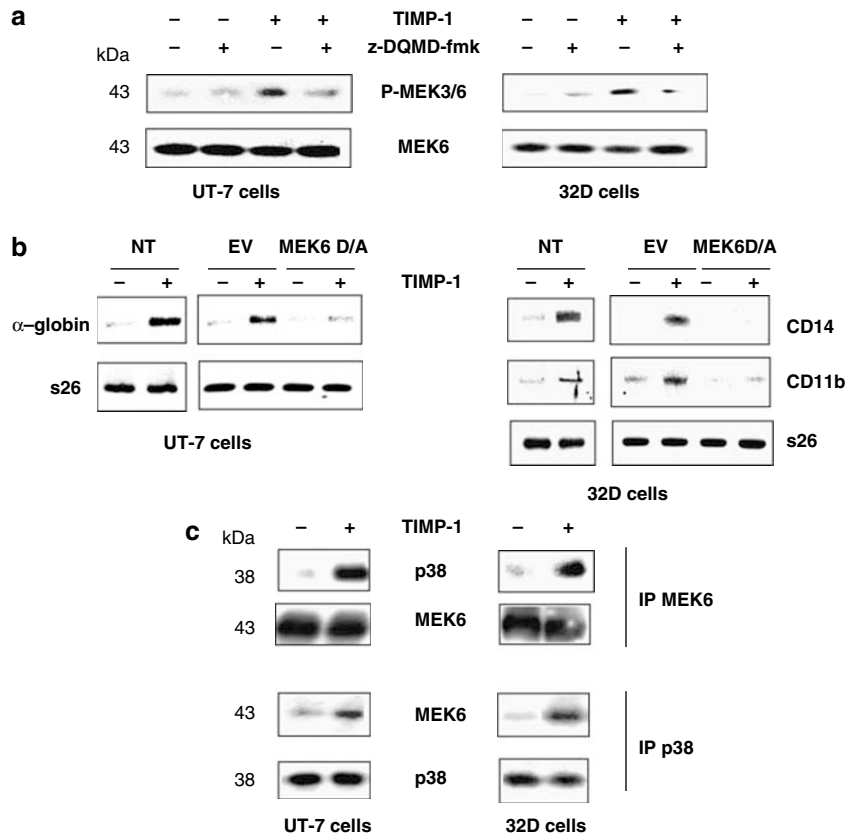 a
− − + + TIMP-1 − − + +
− + − + z-DQMD-fmk − + − +
kDa
43 P-MEK3/6
43 MEK6
UT-7 cells 32D cells
b
NT EV MEK6 D/A NT EV MEK6D/A
− + − + − + TIMP-1 − + − + − +
α–globin CD14
s26 CD11b
UT-7 cells s26
32D cells
c
− + TIMP-1 − +
kDa
38 p38
43 MEK6
IP MEK6
43 MEK6
38 p38
IP p38
UT-7 cells 32D cells